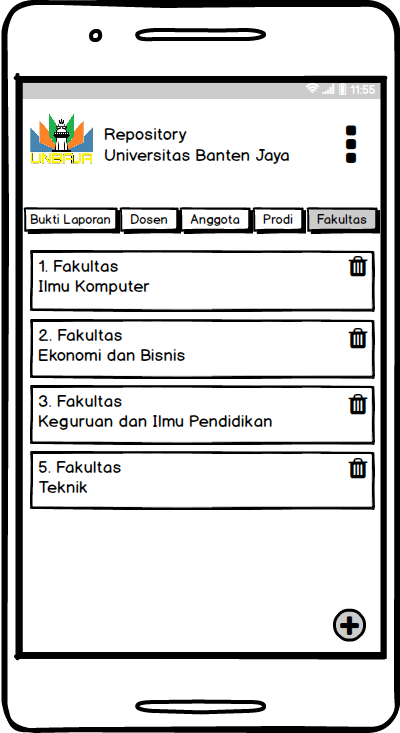 11:55
UNBAJA
Repository
Universitas Banten Jaya
Bukti Laporan Dosen Anggota Prodi Fakultas
1. Fakultas
Ilmu Komputer
2. Fakultas
Ekonomi dan Bisnis
3. Fakultas
Keguruan dan Ilmu Pendidikan
5. Fakultas
Teknik